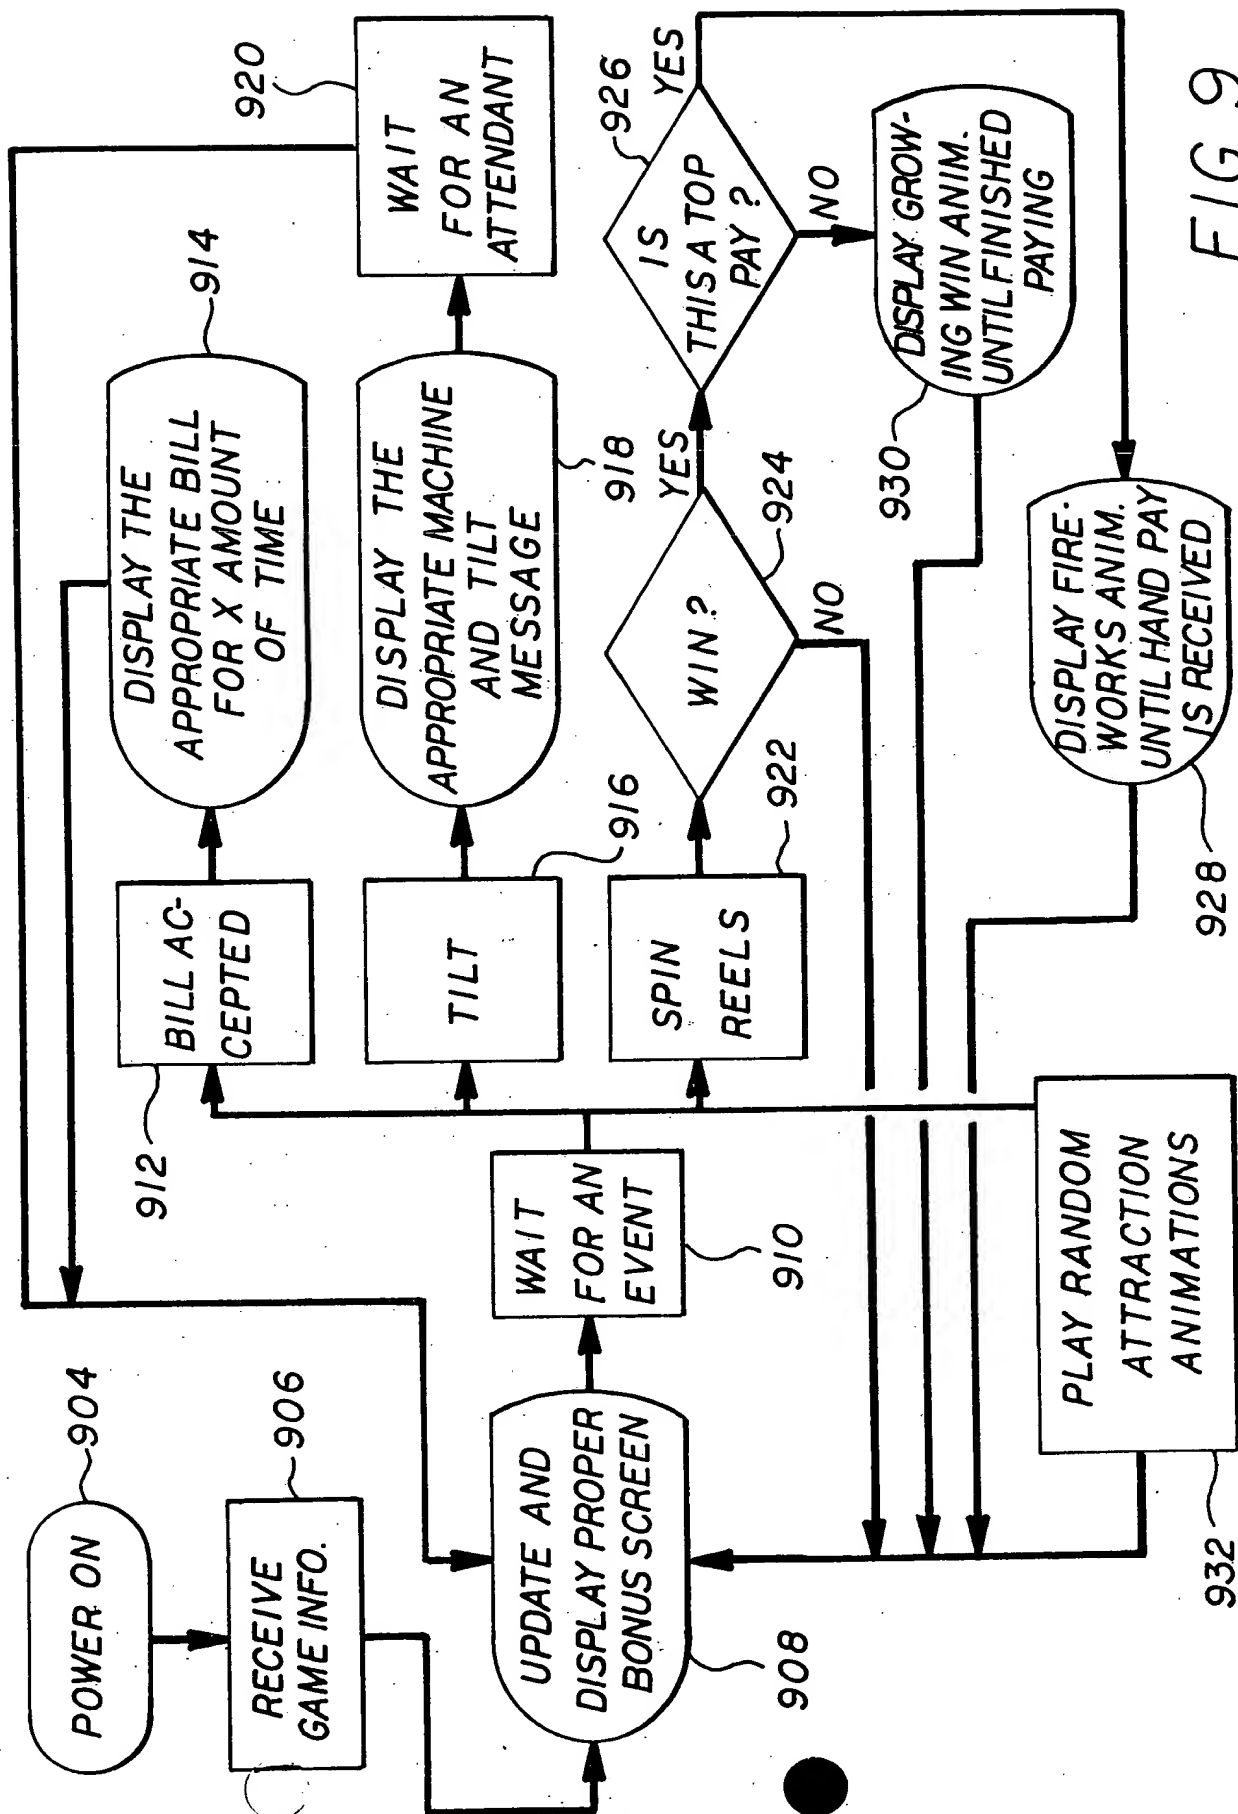 POWER ON
904
RECEIVE
GAME INFO.
906
UPDATE AND
DISPLAY PROPER
BONUS SCREEN
908
WAIT
FOR AN
EVENT
910
BILL AC-
CEPTED
912
DISPLAY THE
APPROPRIATE BILL
FOR X AMOUNT
OF TIME
914
TILT
916
DISPLAY THE
APPROPRIATE MACHINE
AND TILT
MESSAGE
918
WAIT
FOR AN
ATTENDANT
920
SPIN
REELS
922
WIN?
924
YES
NO
IS
THIS A TOP
PAY?
926
YES
NO
DISPLAY GROW-
ING WIN ANIM.
UNTIL FINISHED
PAYING
930
DISPLAY FIRE-
WORKS ANIM.
UNTIL HAND PAY
IS RECEIVED
928
PLAY RANDOM
ATTRACTION
ANIMATIONS
932
FIG 9